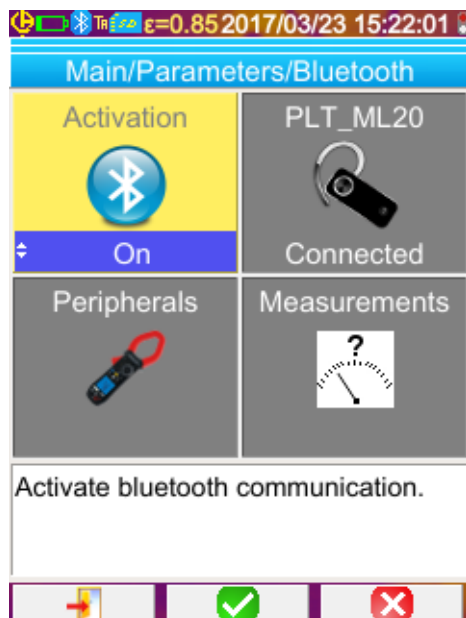 TR ε=0.85 2017/03/23 15:22:01
Main/Parameters/Bluetooth
Activation
PLT_ML20
On
Connected
Peripherals
Measurements
?
Activate bluetooth communication.